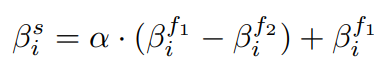 β_i^s = α · (β_i^{f_1} − β_i^{f_2}) + β_i^{f_1}